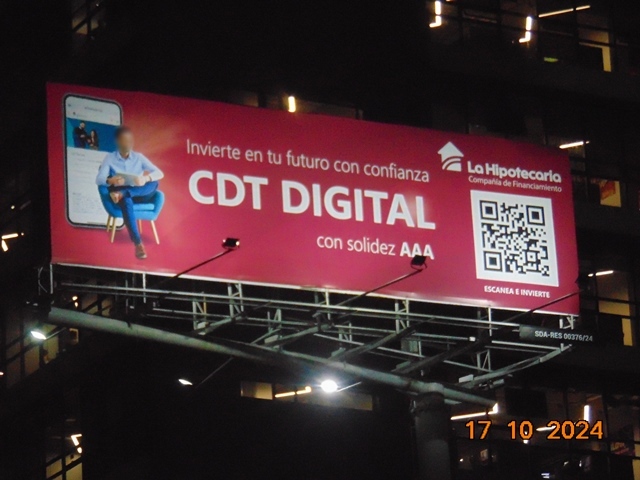 Invierte en tu futuro con confianza
CDT DIGITAL
con solidez AAA
La Hipotecaria
Compañía de Financiamiento
ESCANEA E INVIERTE
SDA-RES 00376/24
17 10 2024